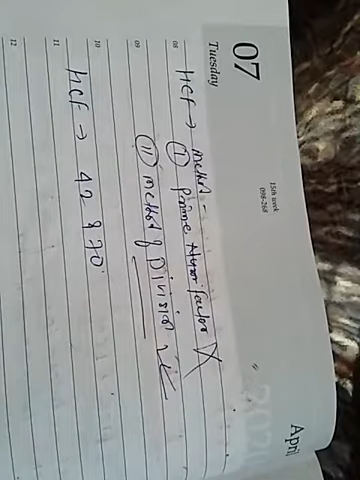 April
07
Tuesday
15th week
098-268
08
HCF → method -
(I) Prime factor X
09
(II) method of Division ✓
10
HCF → 42 & 70
11
12